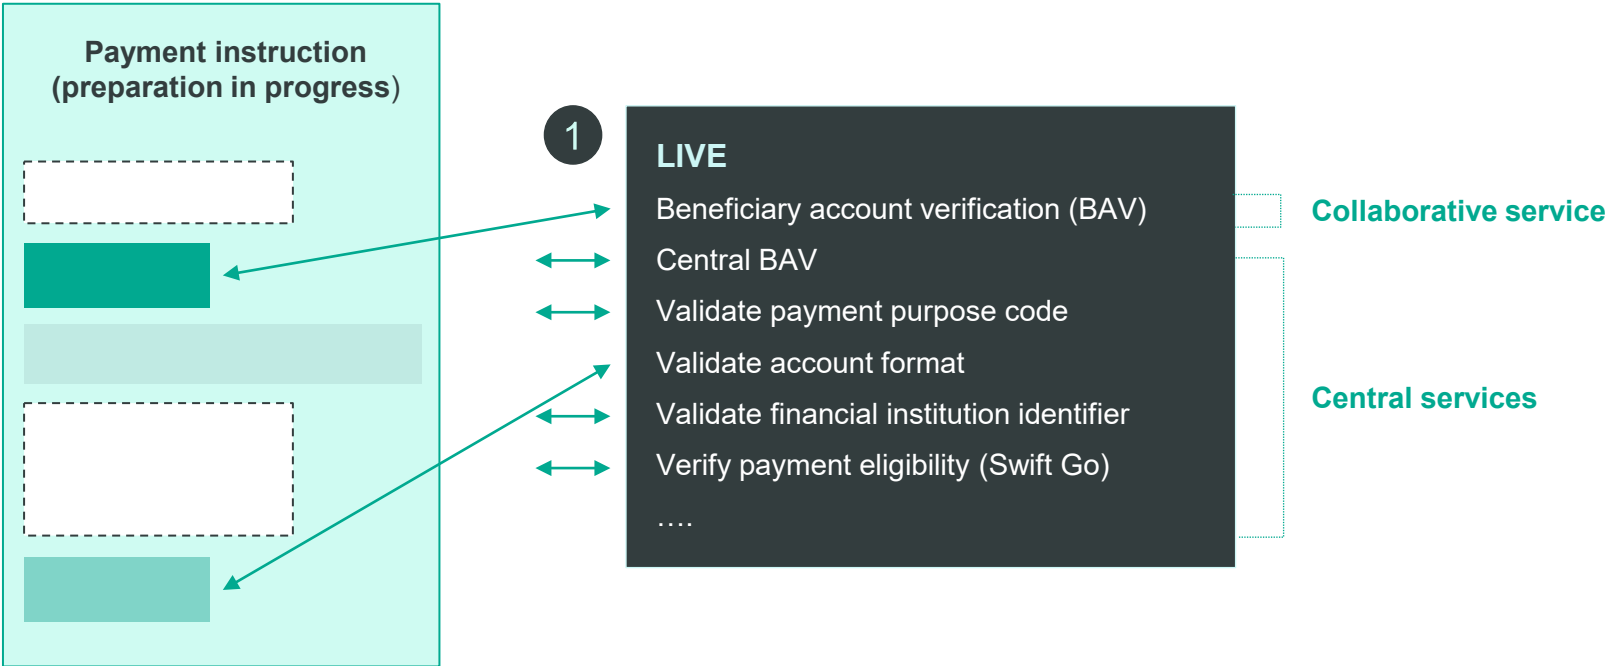 Payment instruction
(preparation in progress)
1
LIVE
Beneficiary account verification (BAV)
Central BAV
Validate payment purpose code
Validate account format
Validate financial institution identifier
Verify payment eligibility (Swift Go)
….
Collaborative service
Central services